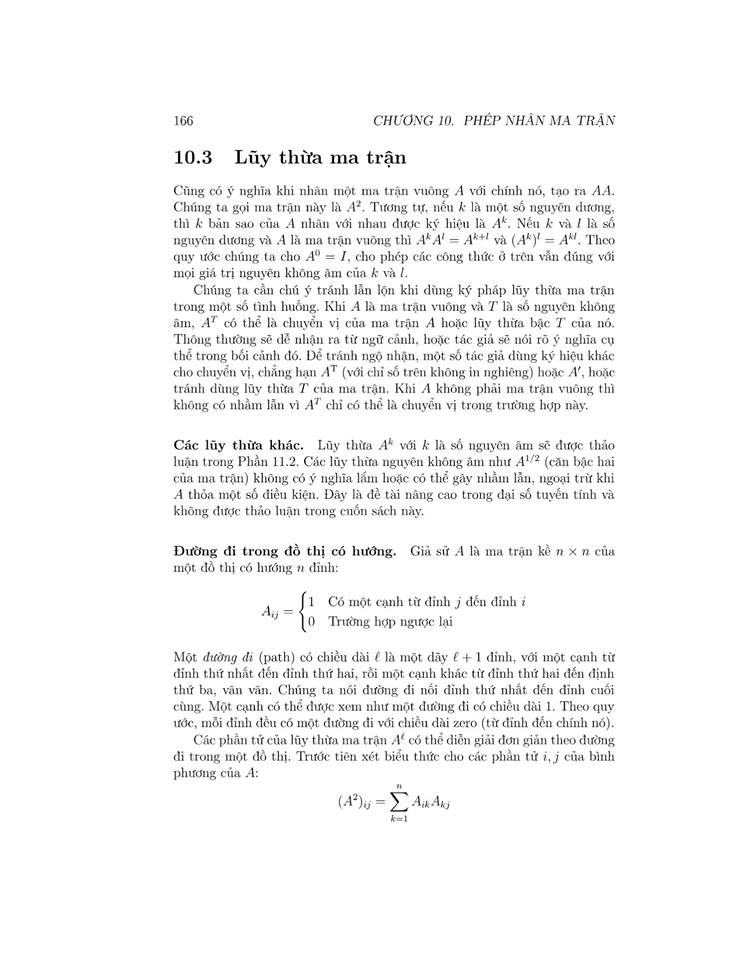 166 CHƯƠNG 10. PHÉP NHÂN MA TRẬN
10.3 Lũy thừa ma trận
Cũng có ý nghĩa khi nhân một ma trận vuông A với chính nó, tạo ra AA.
Chúng ta gọi ma trận này là A². Tương tự, nếu k là một số nguyên dương,
thì k bản sao của A nhân với nhau được ký hiệu là Aᵏ. Nếu k và l là số
nguyên dương và A là ma trận vuông thì AᵏAˡ = Aᵏ⁺ˡ và (Aᵏ)ˡ = Aᵏˡ. Theo
quy ước chúng ta cho A⁰ = I, cho phép các công thức ở trên vẫn đúng với
mọi giá trị nguyên không âm của k và l.
Chúng ta cần chú ý tránh lẫn lộn khi dùng ký pháp lũy thừa ma trận
trong một số tình huống. Khi A là ma trận vuông và T là số nguyên không
âm, Aᵀ có thể là chuyển vị của ma trận A hoặc lũy thừa bậc T của nó.
Thông thường sẽ dễ nhận ra từ ngữ cảnh, hoặc tác giả sẽ nói rõ ý nghĩa cụ
thể trong bối cảnh đó. Để tránh ngộ nhận, một số tác giả dùng ký hiệu khác
cho chuyển vị, chẳng hạn Aᵀ (với chỉ số trên không in nghiêng) hoặc A′, hoặc
tránh dùng lũy thừa T của ma trận. Khi A không phải ma trận vuông thì
không có nhầm lẫn vì Aᵀ chỉ có thể là chuyển vị trong trường hợp này.
Các lũy thừa khác. Lũy thừa Aᵏ với k là số nguyên âm sẽ được thảo
luận trong Phần 11.2. Các lũy thừa nguyên không âm như A^{1/2} (căn bậc hai
của ma trận) không có ý nghĩa lắm hoặc có thể gây nhầm lẫn, ngoại trừ khi
A thỏa một số điều kiện. Đây là đề tài nâng cao trong đại số tuyến tính và
không được thảo luận trong cuốn sách này.
Đường đi trong đồ thị có hướng. Giả sử A là ma trận kề n × n của
một đồ thị có hướng n đỉnh:
A_{ij} = { 1 Có một cạnh từ đỉnh j đến đỉnh i
0 Trường hợp ngược lại
Một đường đi (path) có chiều dài ℓ là một dãy ℓ + 1 đỉnh, với một cạnh từ
đỉnh thứ nhất đến đỉnh thứ hai, rồi một cạnh khác từ đỉnh thứ hai đến định
thứ ba, vân vân. Chúng ta nói đường đi nối đỉnh thứ nhất đến đỉnh cuối
cùng. Một cạnh có thể được xem như một đường đi có chiều dài 1. Theo quy
ước, mỗi đỉnh đều có một đường đi với chiều dài zero (từ đỉnh đến chính nó).
Các phần tử của lũy thừa ma trận A^ℓ có thể diễn giải đơn giản theo đường
đi trong một đồ thị. Trước tiên xét biểu thức cho các phần tử i, j của bình
phương của A:
(A²)_{ij} = ∑_{k=1}^{n} A_{ik}A_{kj}